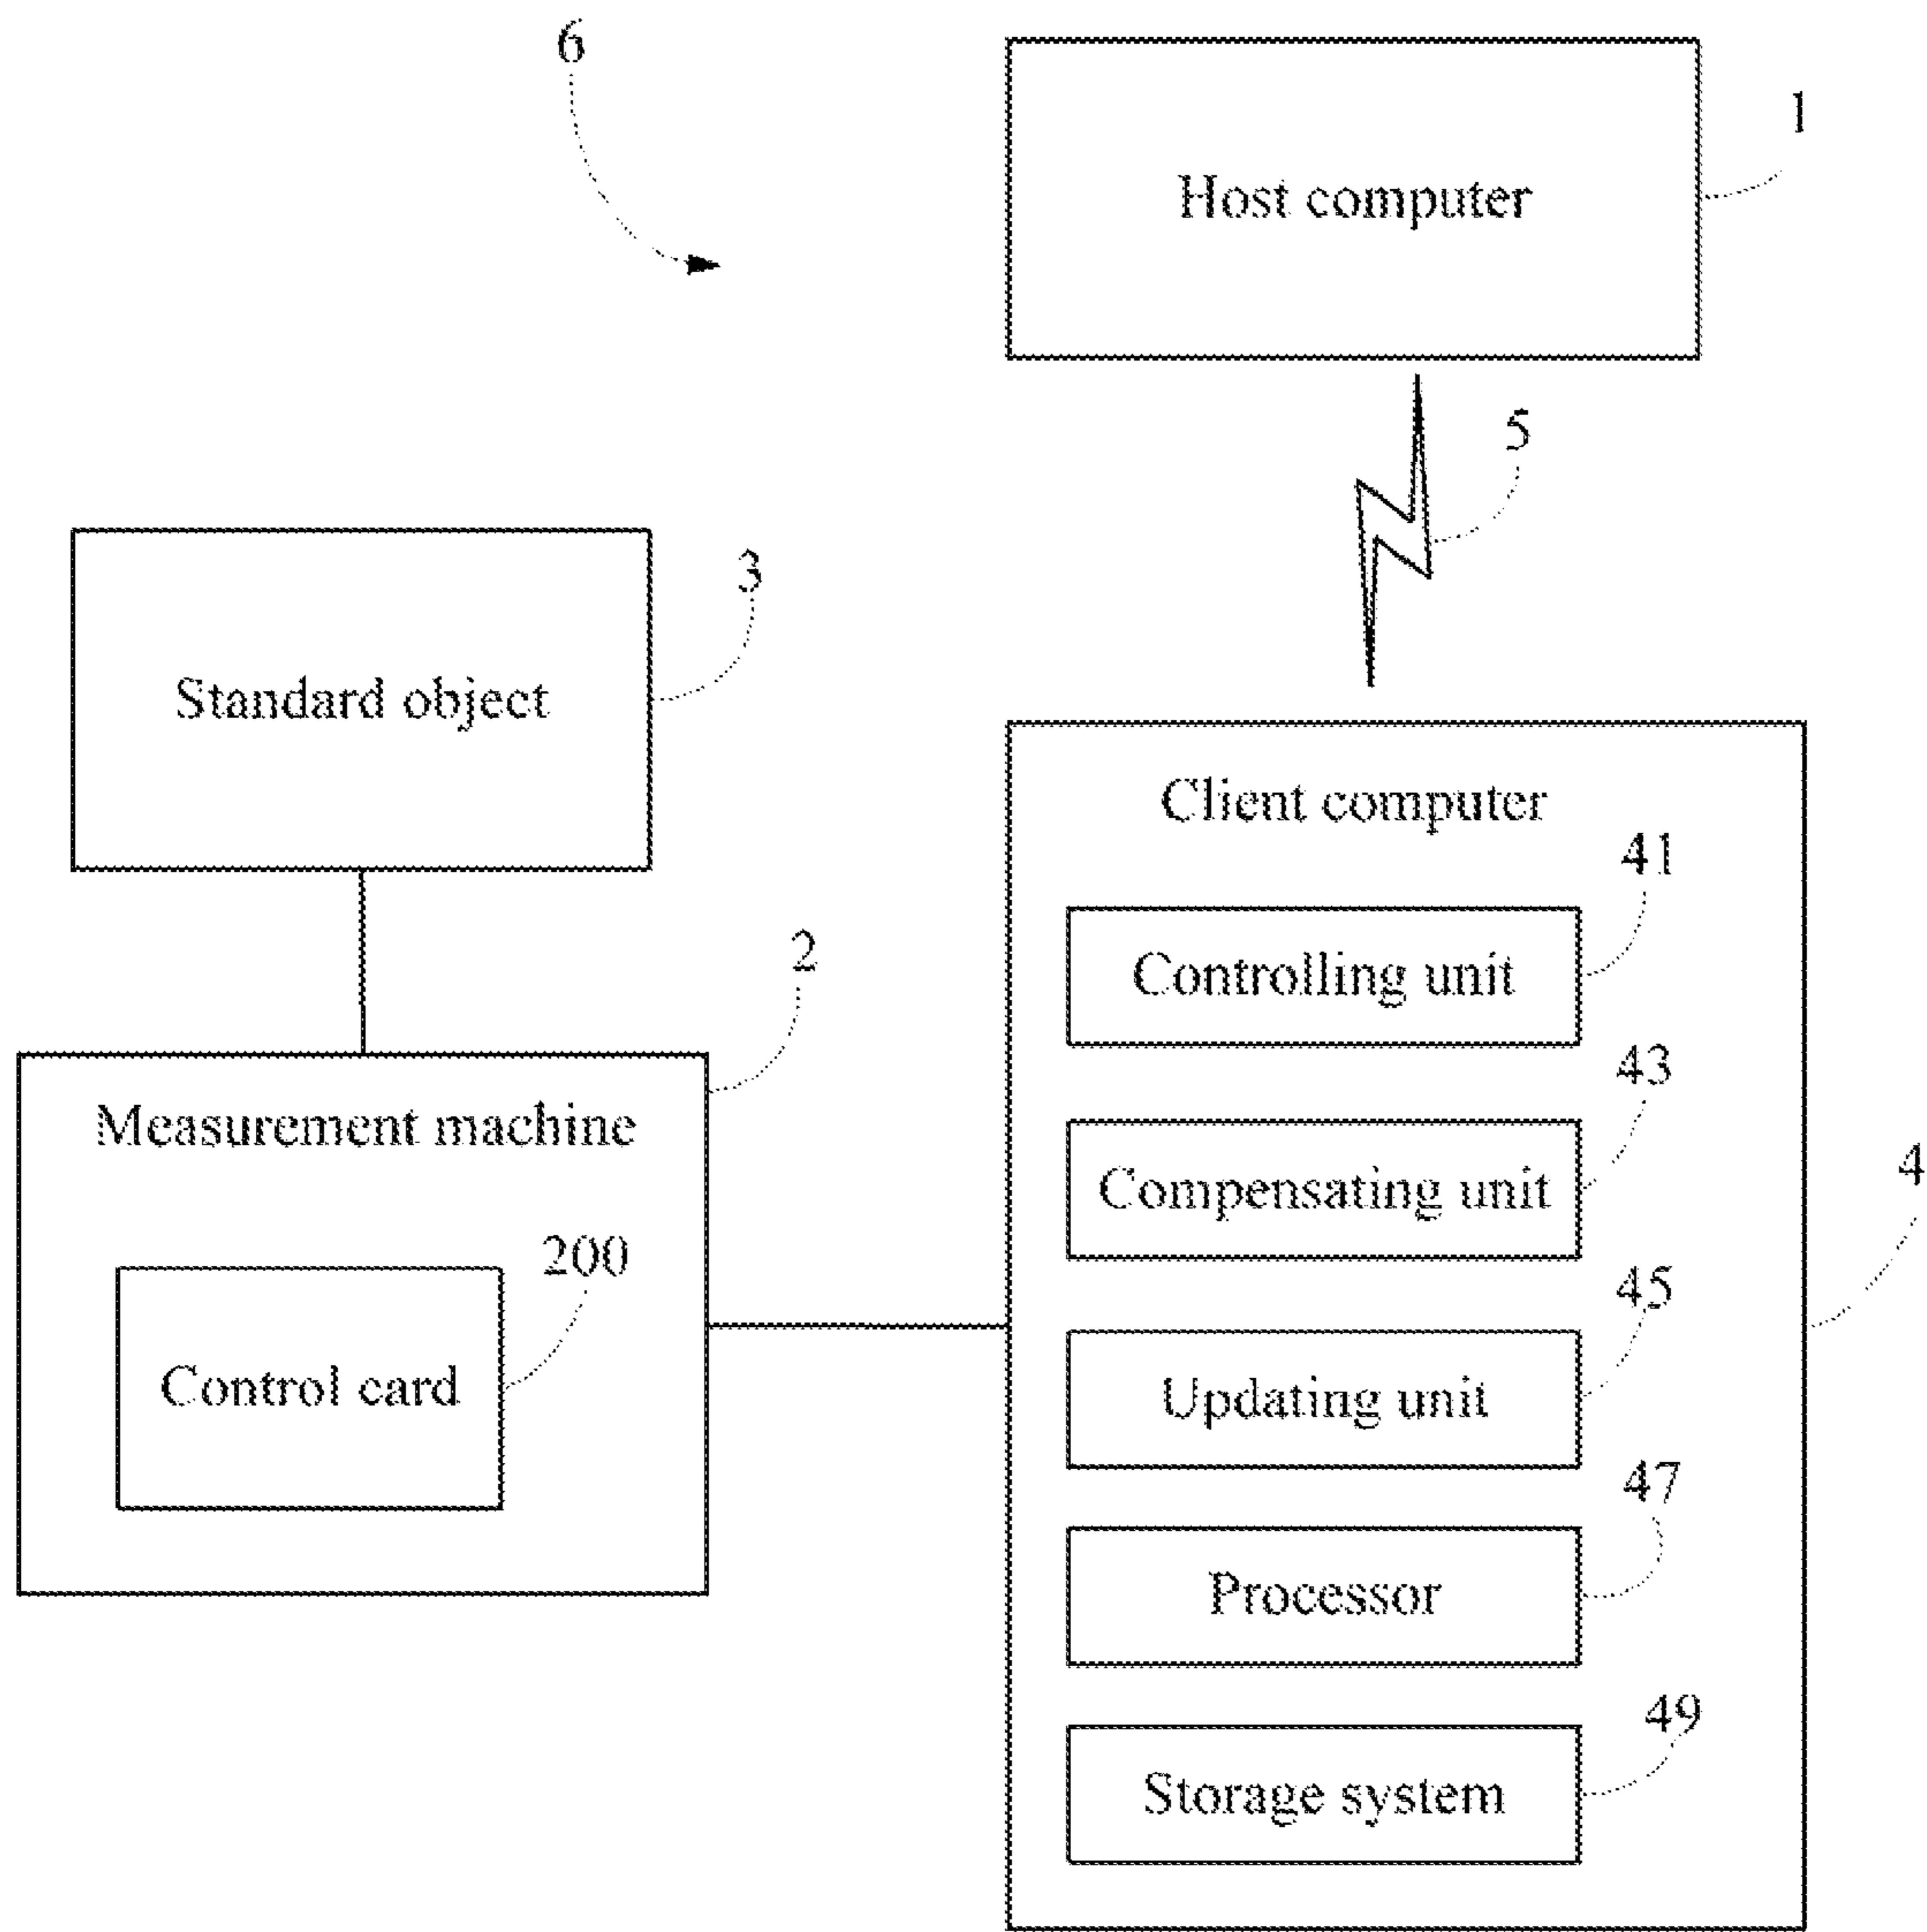 6
1
Host computer
5
3
Standard object
Client computer
41
2
Controlling unit
Measurement machine
43
4
Compensating unit
200
45
Control card
Updating unit
47
Processor
49
Storage system